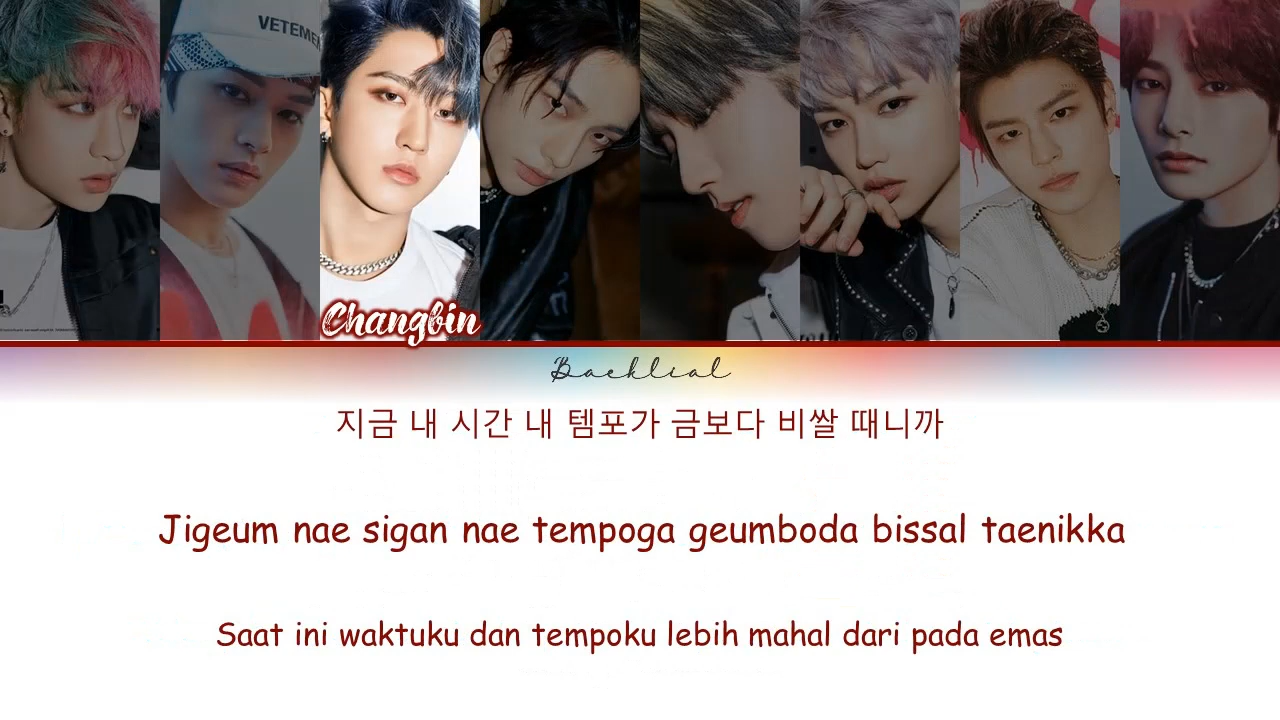 VETEMEN
Changbin
Baeklial
지금 내 시간 내 템포가 금보다 비쌀 때니까
Jigeum nae sigan nae tempoga geumboda bissal taenikka
Saat ini waktuku dan tempoku lebih mahal dari pada emas